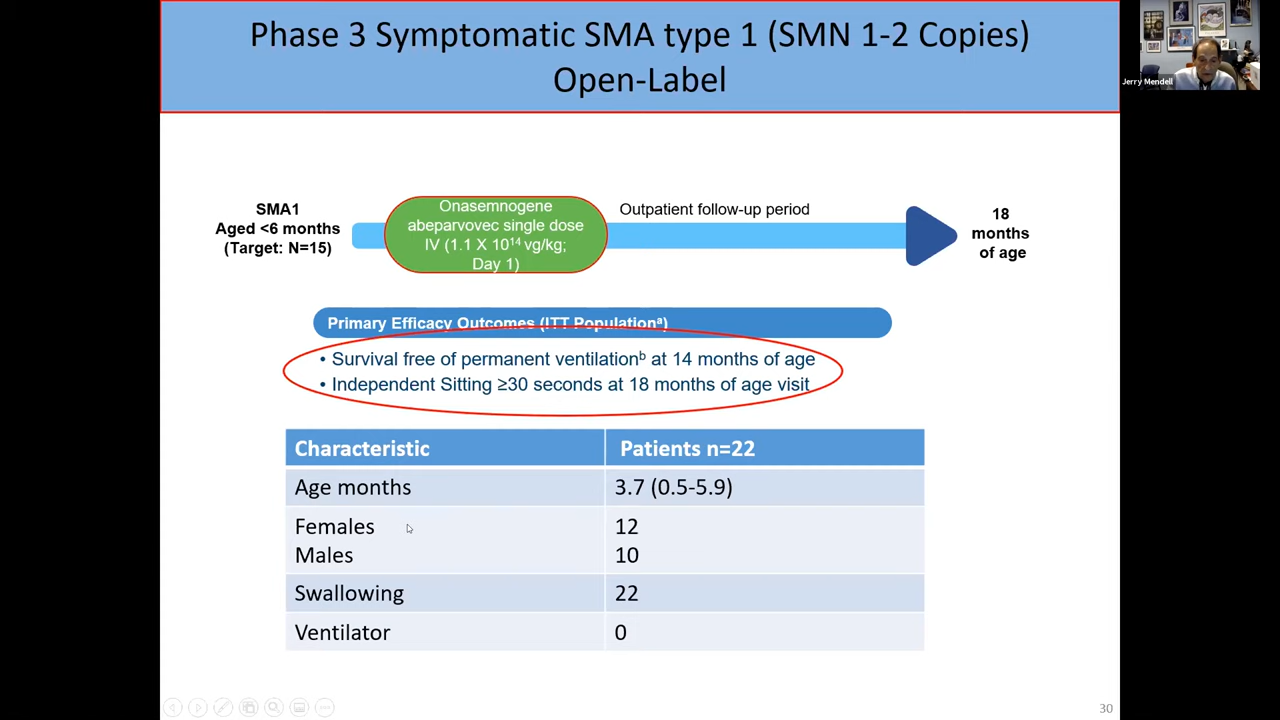 Phase 3 Symptomatic SMA type 1 (SMN 1-2 Copies)
Open-Label
Jerry Mendell
SMA1
Aged <6 months
(Target: N=15)
Onasemnogene
abeparvovec single dose
IV (1.1 X 10¹⁴ vg/kg;
Day 1)
Outpatient follow-up period
18
months
of age
Primary Efficacy Outcomes (ITT Populationᵃ)
• Survival free of permanent ventilationᵇ at 14 months of age
• Independent Sitting ≥30 seconds at 18 months of age visit
Characteristic Patients n=22
Age months 3.7 (0.5-5.9)
Females 12
Males 10
Swallowing 22
Ventilator 0
30